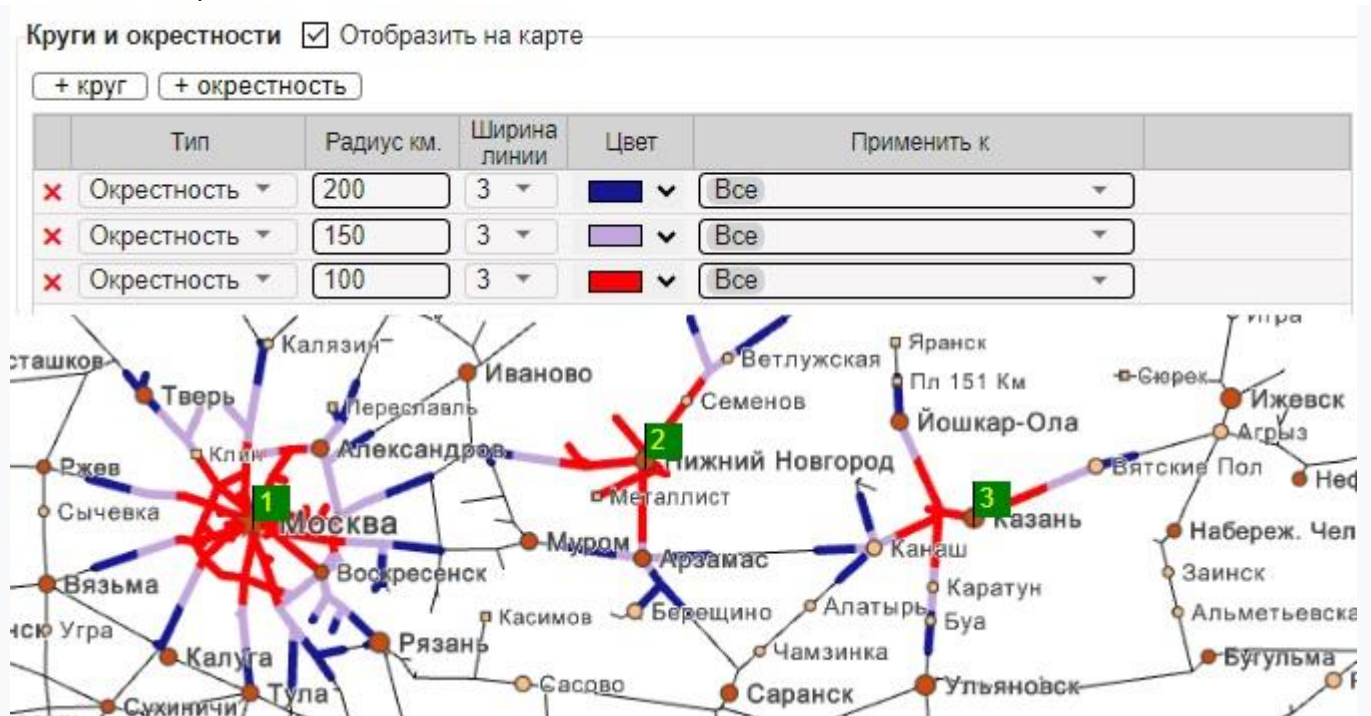 Круги и окрестности Отобразить на карте
+ круг + окрестность
Тип Радиус км. Ширина линии Цвет Применить к
× Окрестность 200 3 Все
× Окрестность 150 3 Все
× Окрестность 100 3 Все
Калязин
Яранск
сташков
Ветлужская
Иваново
Пл 151 Км
Сюрек
Тверь
Семенов
Ижевск
Переславль
Йошкар-Ола
Агрыз
2
Клин
Александров
Нижний Новгород
Ржев
Вятские Пол
Неф
Металлист
1
3
Сычевка
Москва
Казань
Набереж. Чел
Муром
Канаш
Арзамас
Воскресенск
Вязьма
Заинск
Каратун
Касимов
Берещино
Алатырь
Альметьевска
Буа
Угра
Рязань
Калуга
Чамзинка
Бугульма
Сасово
Тула
Саранск
Ульяновск
Сухиничи